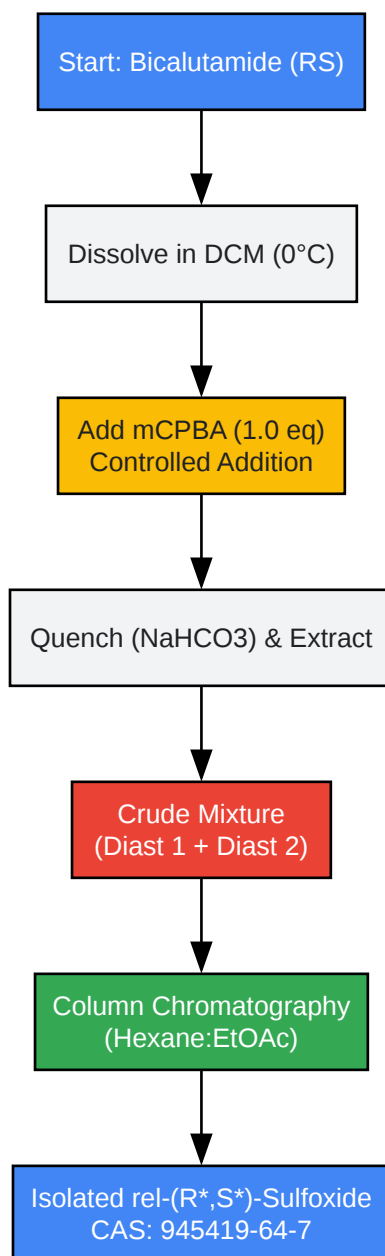 Start: Bicalutamide (RS)
Dissolve in DCM (0°C)
Add mCPBA (1.0 eq)
Controlled Addition
Quench (NaHCO3) & Extract
Crude Mixture
(Diast 1 + Diast 2)
Column Chromatography
(Hexane:EtOAc)
Isolated rel-(R*,S*)-Sulfoxide
CAS: 945419-64-7